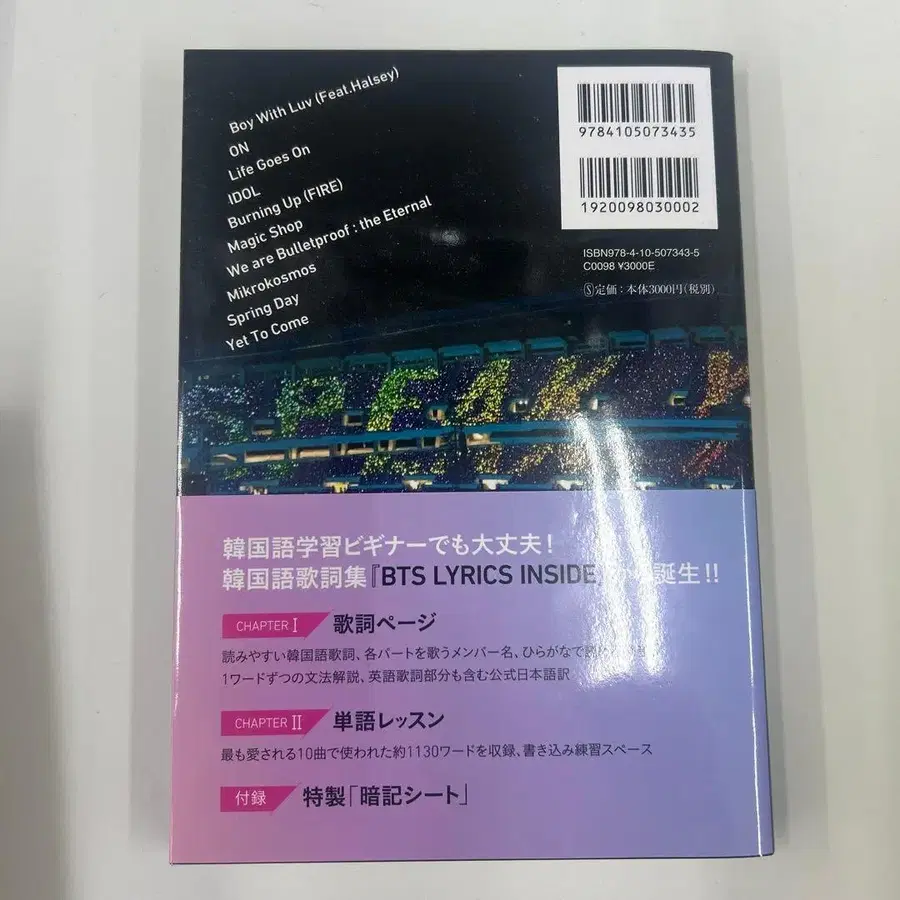 Boy With Luv (Feat.Halsey)
ON
Life Goes On
IDOL
Burning Up (FIRE)
Magic Shop
We are Bulletproof : the Eternal
Mikrokosmos
Spring Day
Yet To Come
9784105073435
1920098030002
ISBN978-4-10-507343-5
C0098 ¥3000E
Ⓢ定価:本体3000円(税別)
SPEAK
韓国語学習ビギナーでも大丈夫!
韓国語歌詞集『BTS LYRICS INSIDE』 誕生!!
CHAPTER Ⅰ 歌詞ページ
読みやすい韓国語歌詞、各パートを歌うメンバー名、ひらがなで
1ワードずつの文法解説、英語歌詞部分も含む公式日本語訳
CHAPTER Ⅱ 単語レッスン
最も愛される10曲で使われた約1130ワードを収録、書き込み練習スペース
付録 特製「暗記シート」